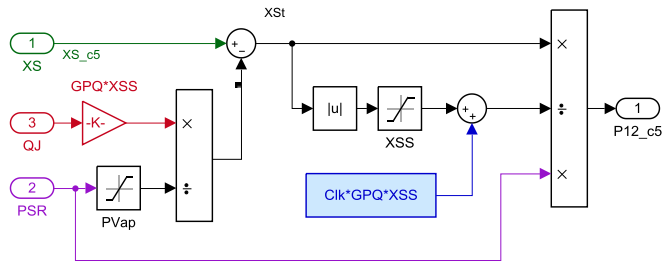 XSt
1
XS_c5
XS
+
−
×
GPQ*XSS
|u|
1
÷
P12_c5
XSS
+
+
3
-K-
×
QJ
Clk*GPQ*XSS
×
2
÷
PSR
PVap